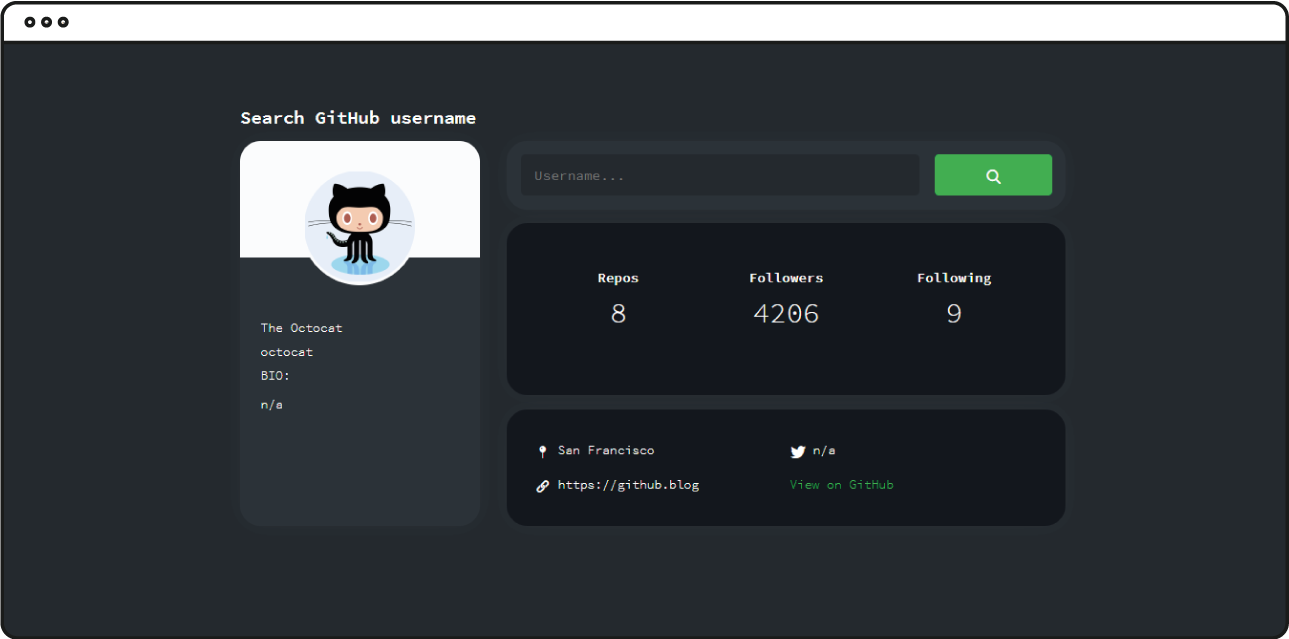 Search GitHub username
Username...
Repos
8
Followers
4206
Following
9
The Octocat
octocat
BIO:
n/a
San Francisco
n/a
https://github.blog
View on GitHub